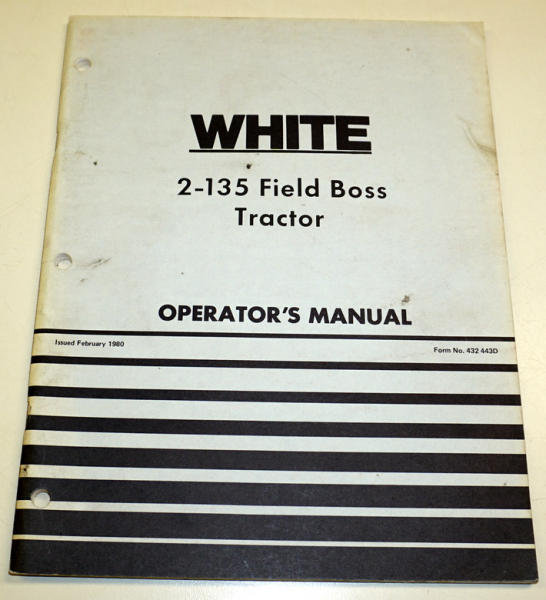 WHITE
2-135 Field Boss
Tractor
OPERATOR'S MANUAL
Issued February 1980
Form No. 432 443D